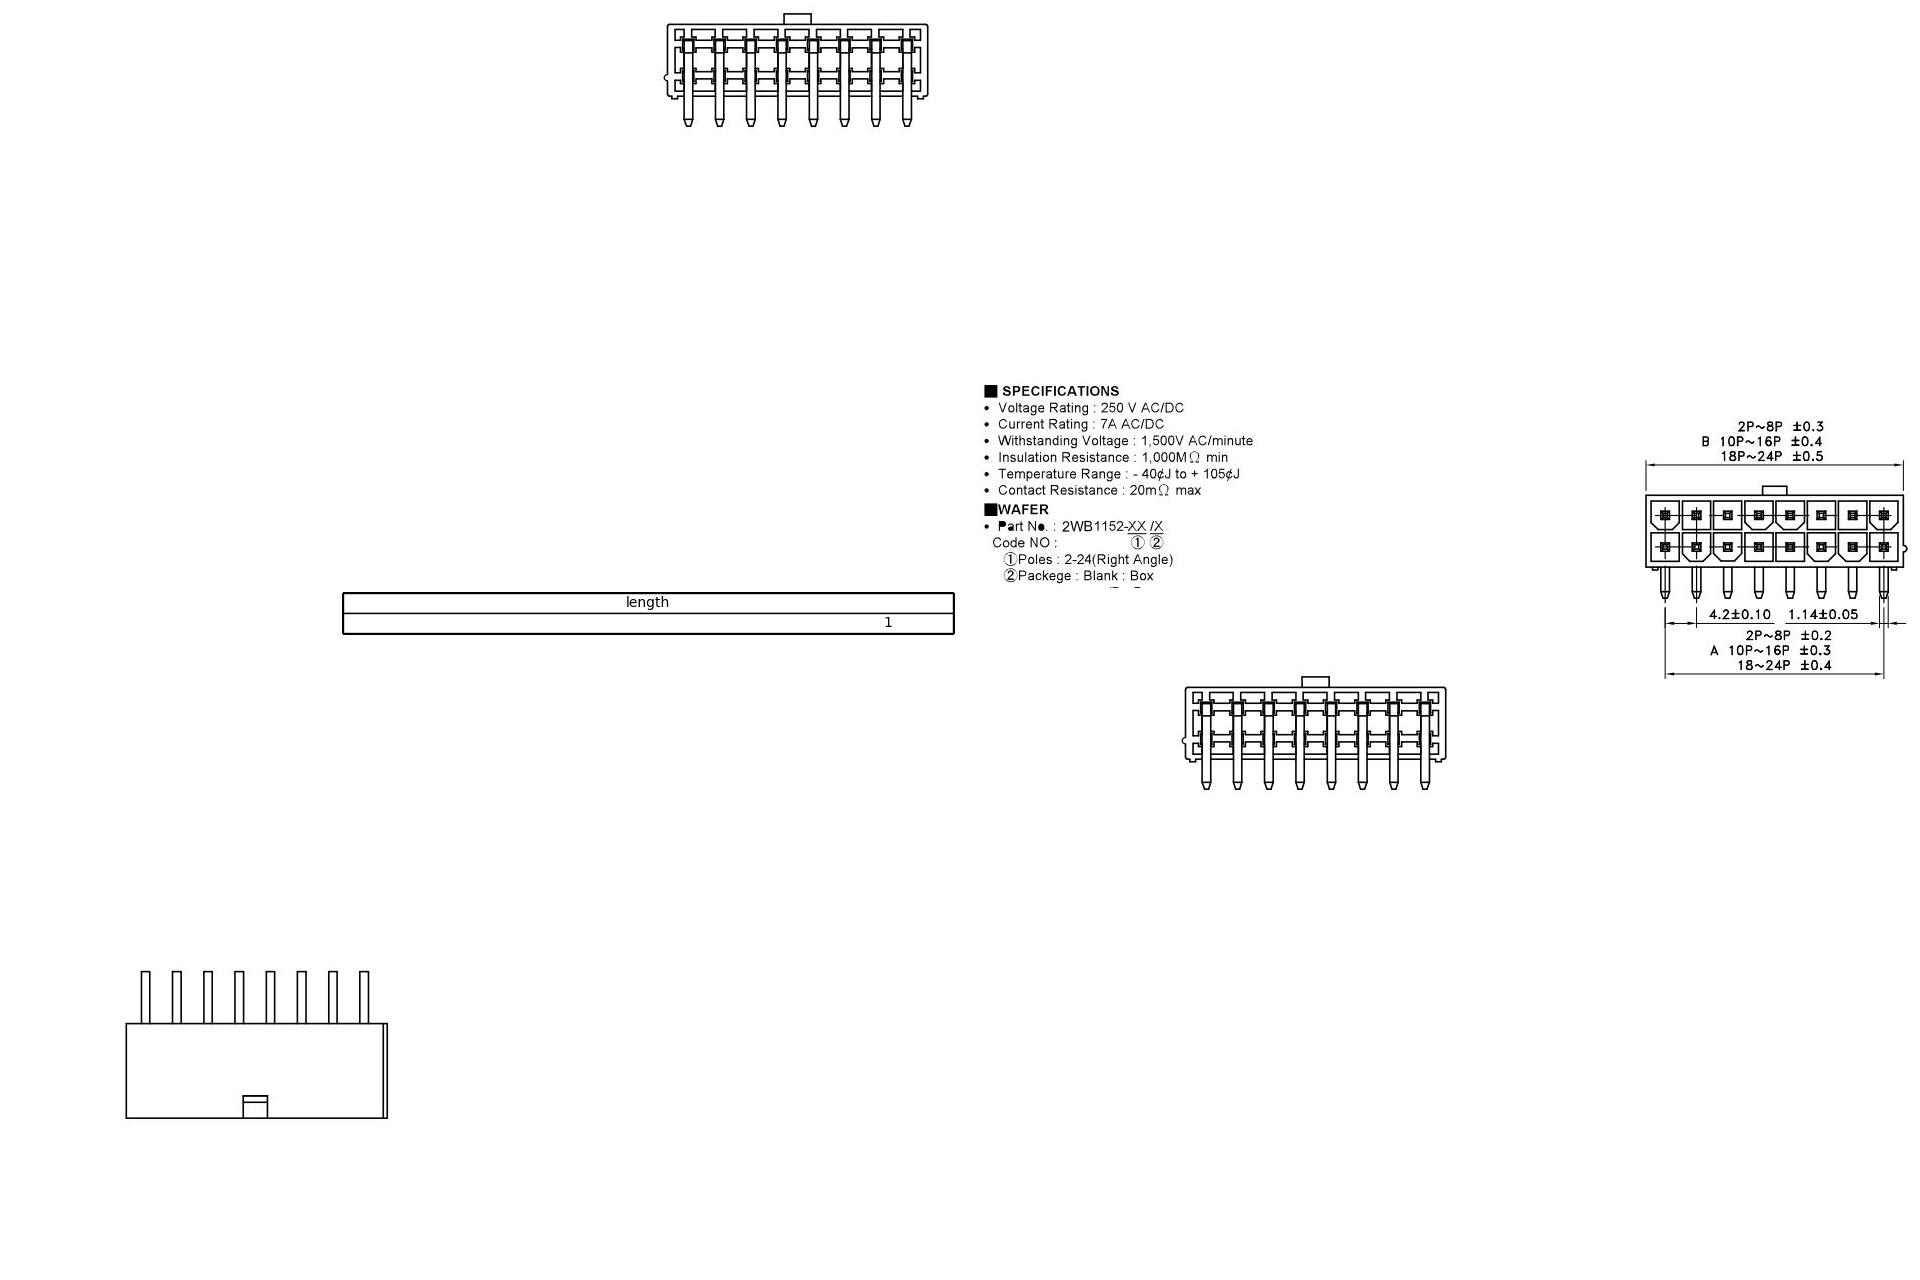 ■ SPECIFICATIONS
• Voltage Rating : 250 V AC/DC
• Current Rating : 7A AC/DC
• Withstanding Voltage : 1,500V AC/minute
• Insulation Resistance : 1,000MΩ min
• Temperature Range : - 40¢J to + 105¢J
• Contact Resistance : 20mΩ max
■WAFER
• Part No. : 2WB1152-XX /X
Code NO : ① ②
①Poles : 2-24(Right Angle)
②Packege : Blank : Box
length
1
2P~8P ±0.3
B 10P~16P ±0.4
18P~24P ±0.5
4.2±0.10 1.14±0.05
2P~8P ±0.2
A 10P~16P ±0.3
18~24P ±0.4